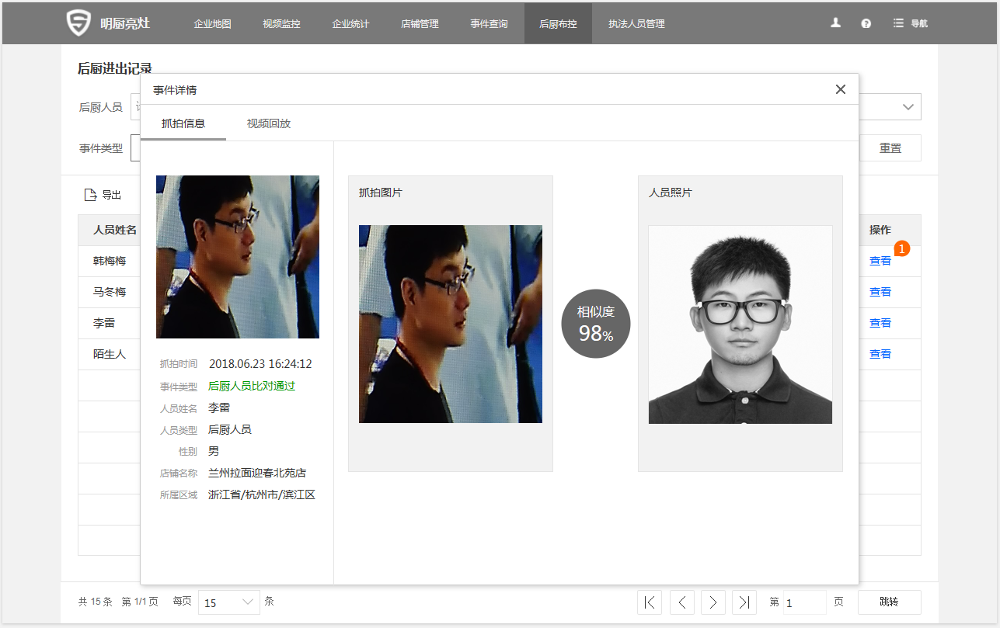 明厨亮灶 企业地图 视频监控 企业统计 店铺管理 事件查询 后厨布控 执法人员管理 导航
后厨进出记录
事件详情
后厨人员
抓拍信息 视频回放
事件类型 重置
导出
抓拍图片 人员照片
人员姓名 操作
1
韩梅梅 查看
马冬梅 查看
李雷 查看
陌生人 查看
相似度
98%
抓拍时间 2018.06.23 16:24:12
事件类型 后厨人员比对通过
人员姓名 李雷
人员类型 后厨人员
性别 男
店铺名称 兰州拉面迎春北苑店
所属区域 浙江省/杭州市/滨江区
共 15 条 第 1/1 页 每页 15 条 第 1 页 跳转